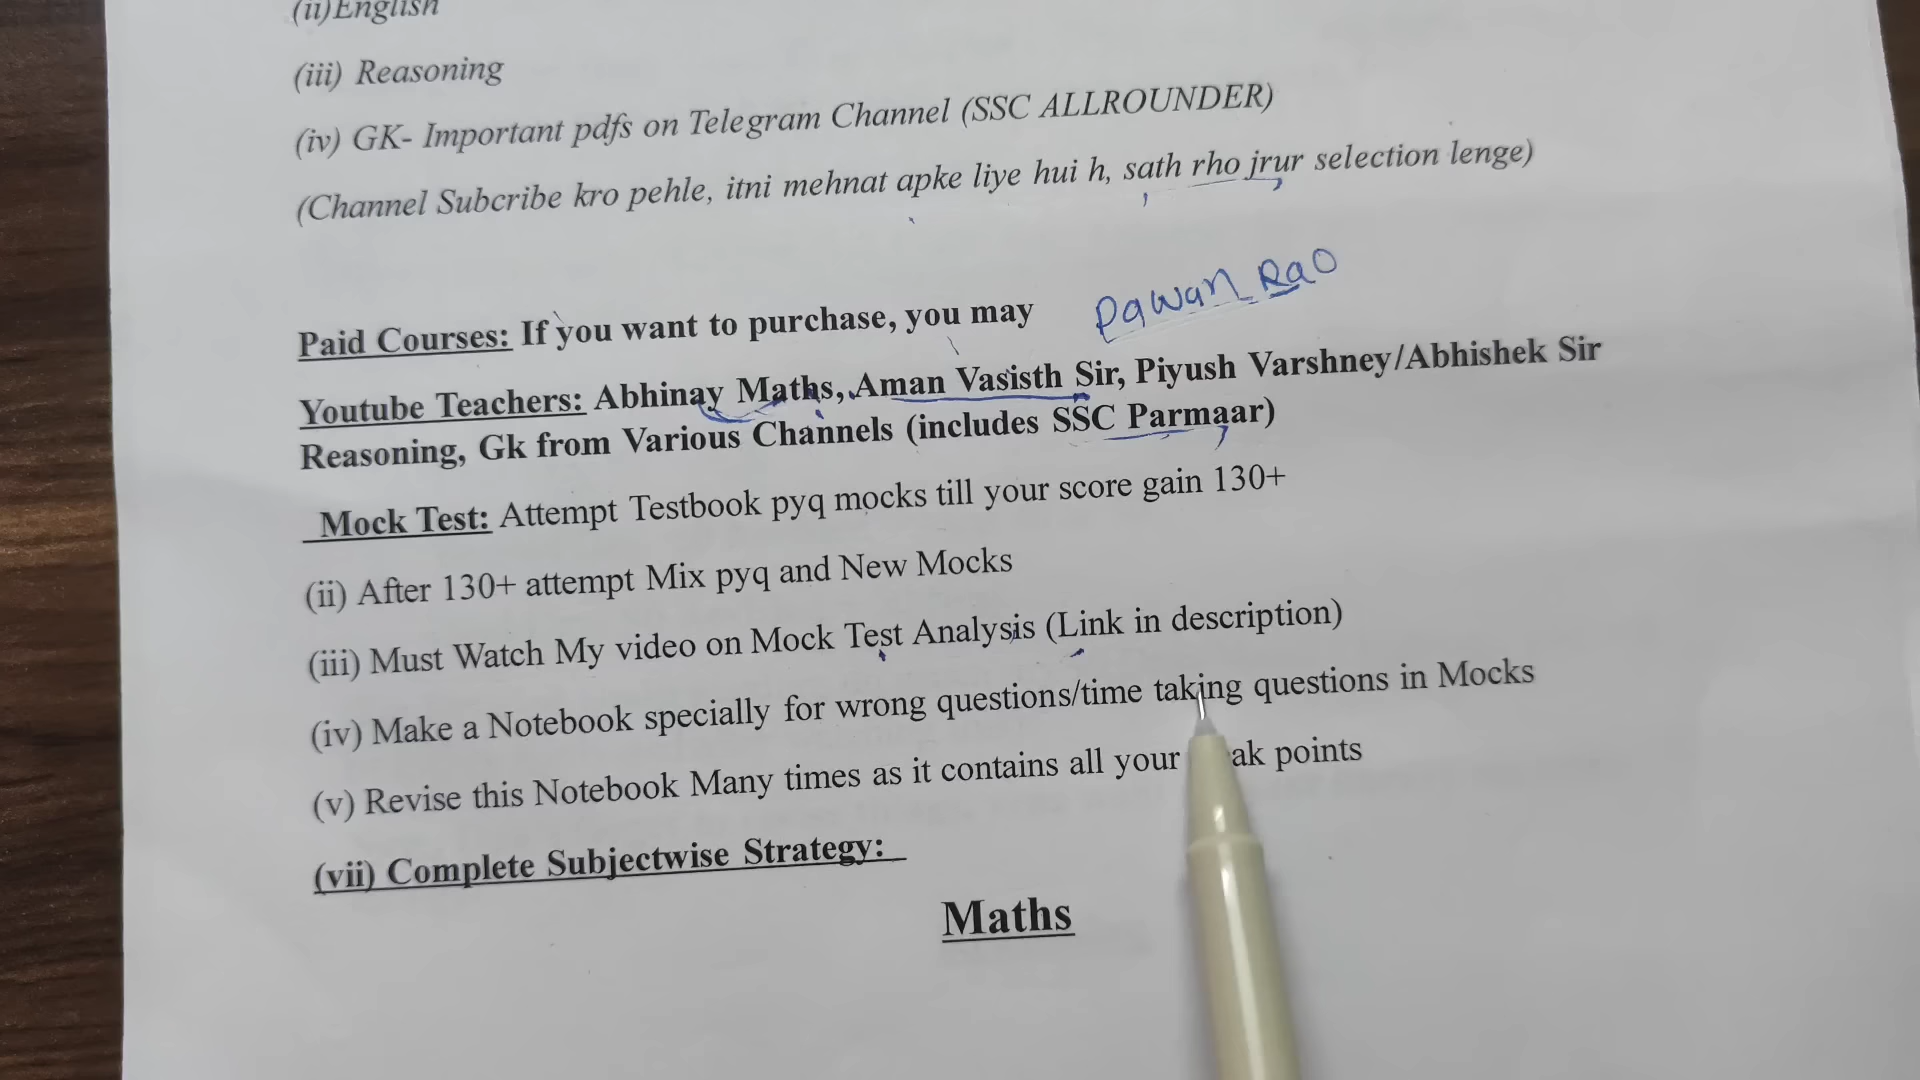 (ii)English
(iii) Reasoning
(iv) GK- Important pdfs on Telegram Channel (SSC ALLROUNDER)
(Channel Subcribe kro pehle, itni mehnat apke liye hui h, sath rho jrur selection lenge)
Pawan Rao
Paid Courses: If you want to purchase, you may
Youtube Teachers: Abhinay Maths, Aman Vasisth Sir, Piyush Varshney/Abhishek Sir
Reasoning, Gk from Various Channels (includes SSC Parmaar)
Mock Test: Attempt Testbook pyq mocks till your score gain 130+
(ii) After 130+ attempt Mix pyq and New Mocks
(iii) Must Watch My video on Mock Test Analysis (Link in description)
(iv) Make a Notebook specially for wrong questions/time taking questions in Mocks
(v) Revise this Notebook Many times as it contains all your points
(vii) Complete Subjectwise Strategy:
Maths